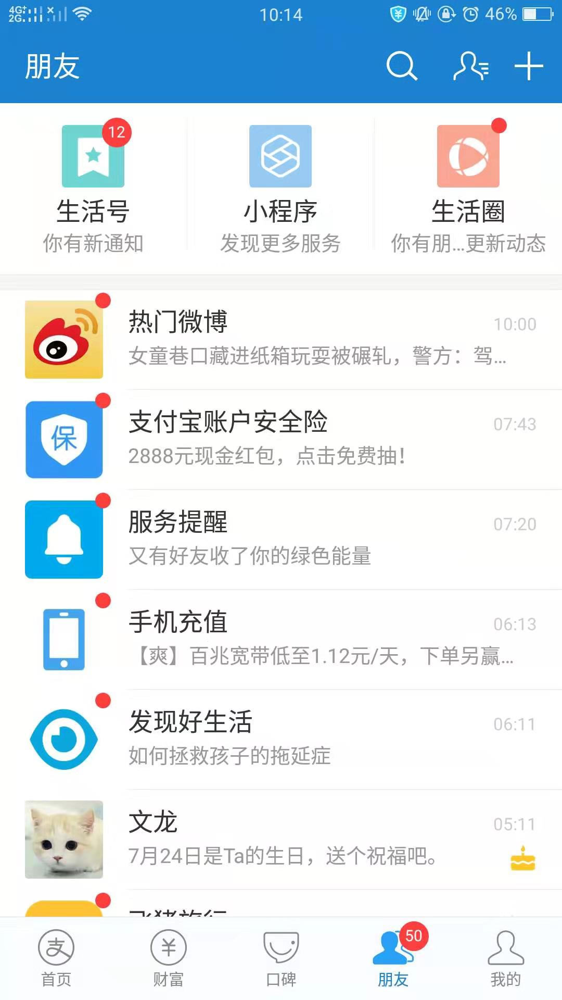 4G+
2G
10:14
46%
朋友
12
生活号
你有新通知
小程序
发现更多服务
生活圈
你有朋...更新动态
热门微博
10:00
女童巷口藏进纸箱玩耍被碾轧，警方：驾...
保
支付宝账户安全险
07:43
2888元现金红包，点击免费抽！
服务提醒
07:20
又有好友收了你的绿色能量
手机充值
06:13
【爽】百兆宽带低至1.12元/天，下单另赢...
发现好生活
06:11
如何拯救孩子的拖延症
文龙
05:11
7月24日是Ta的生日，送个祝福吧。
飞猪旅行
支
首页
¥
财富
口碑
50
朋友
我的